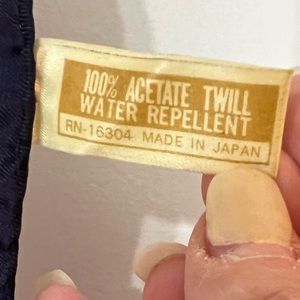 100% ACETATE TWILL
WATER REPELLENT
RN-16304 MADE IN JAPAN